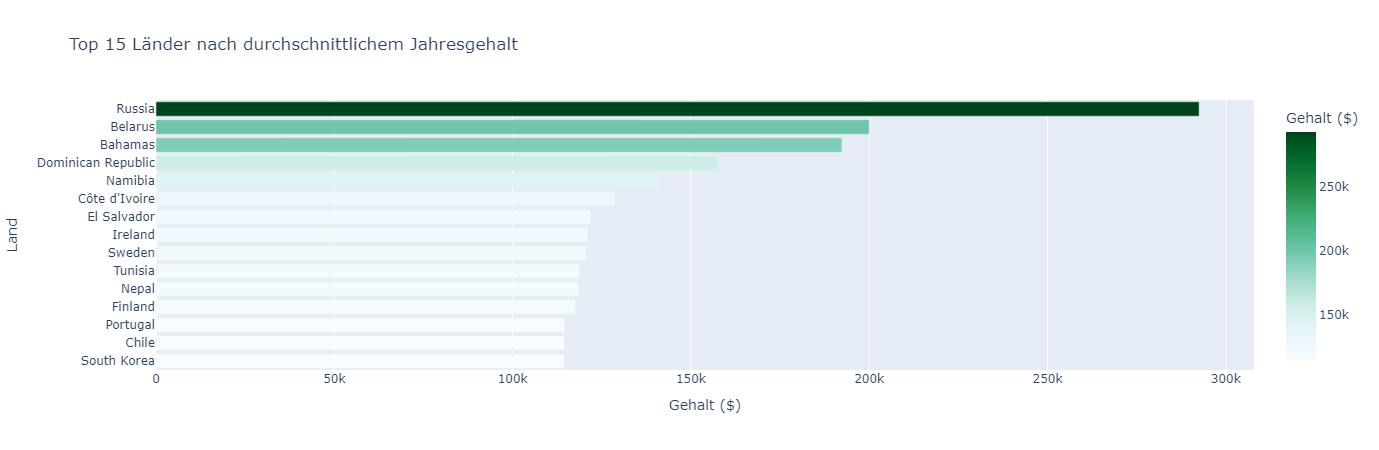 Top 15 Länder nach durchschnittlichem Jahresgehalt
Land
Russia
Belarus
Bahamas
Dominican Republic
Namibia
Côte d'Ivoire
El Salvador
Ireland
Sweden
Tunisia
Nepal
Finland
Portugal
Chile
South Korea
0 50k 100k 150k 200k 250k 300k
Gehalt ($)
Gehalt ($)
250k
200k
150k